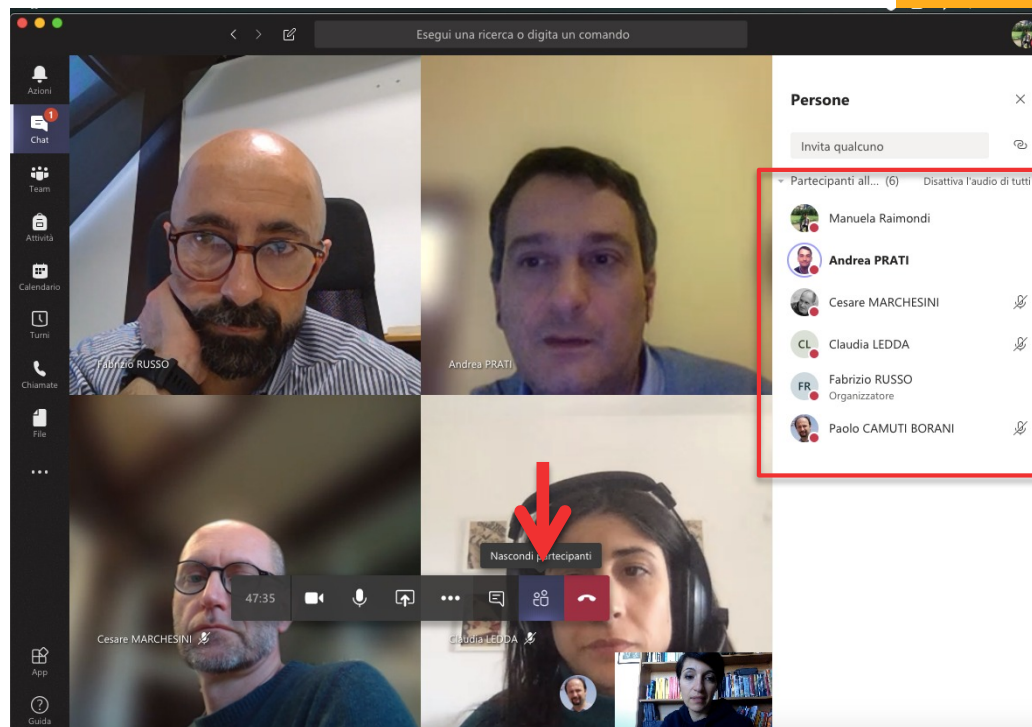 Esegui una ricerca o digita un comando
Azioni
1
Chat
Team
Attività
Calendario
Turni
Chiamate
File
App
Guida
Fabrizio RUSSO
Andrea PRATI
Nascondi partecipanti
47:35
Cesare MARCHESINI
Claudia LEDDA
Persone
Invita qualcuno
Partecipanti all... (6) Disattiva l'audio di tutti
Manuela Raimondi
Andrea PRATI
Cesare MARCHESINI
CL Claudia LEDDA
FR Fabrizio RUSSO
Organizzatore
Paolo CAMUTI BORANI